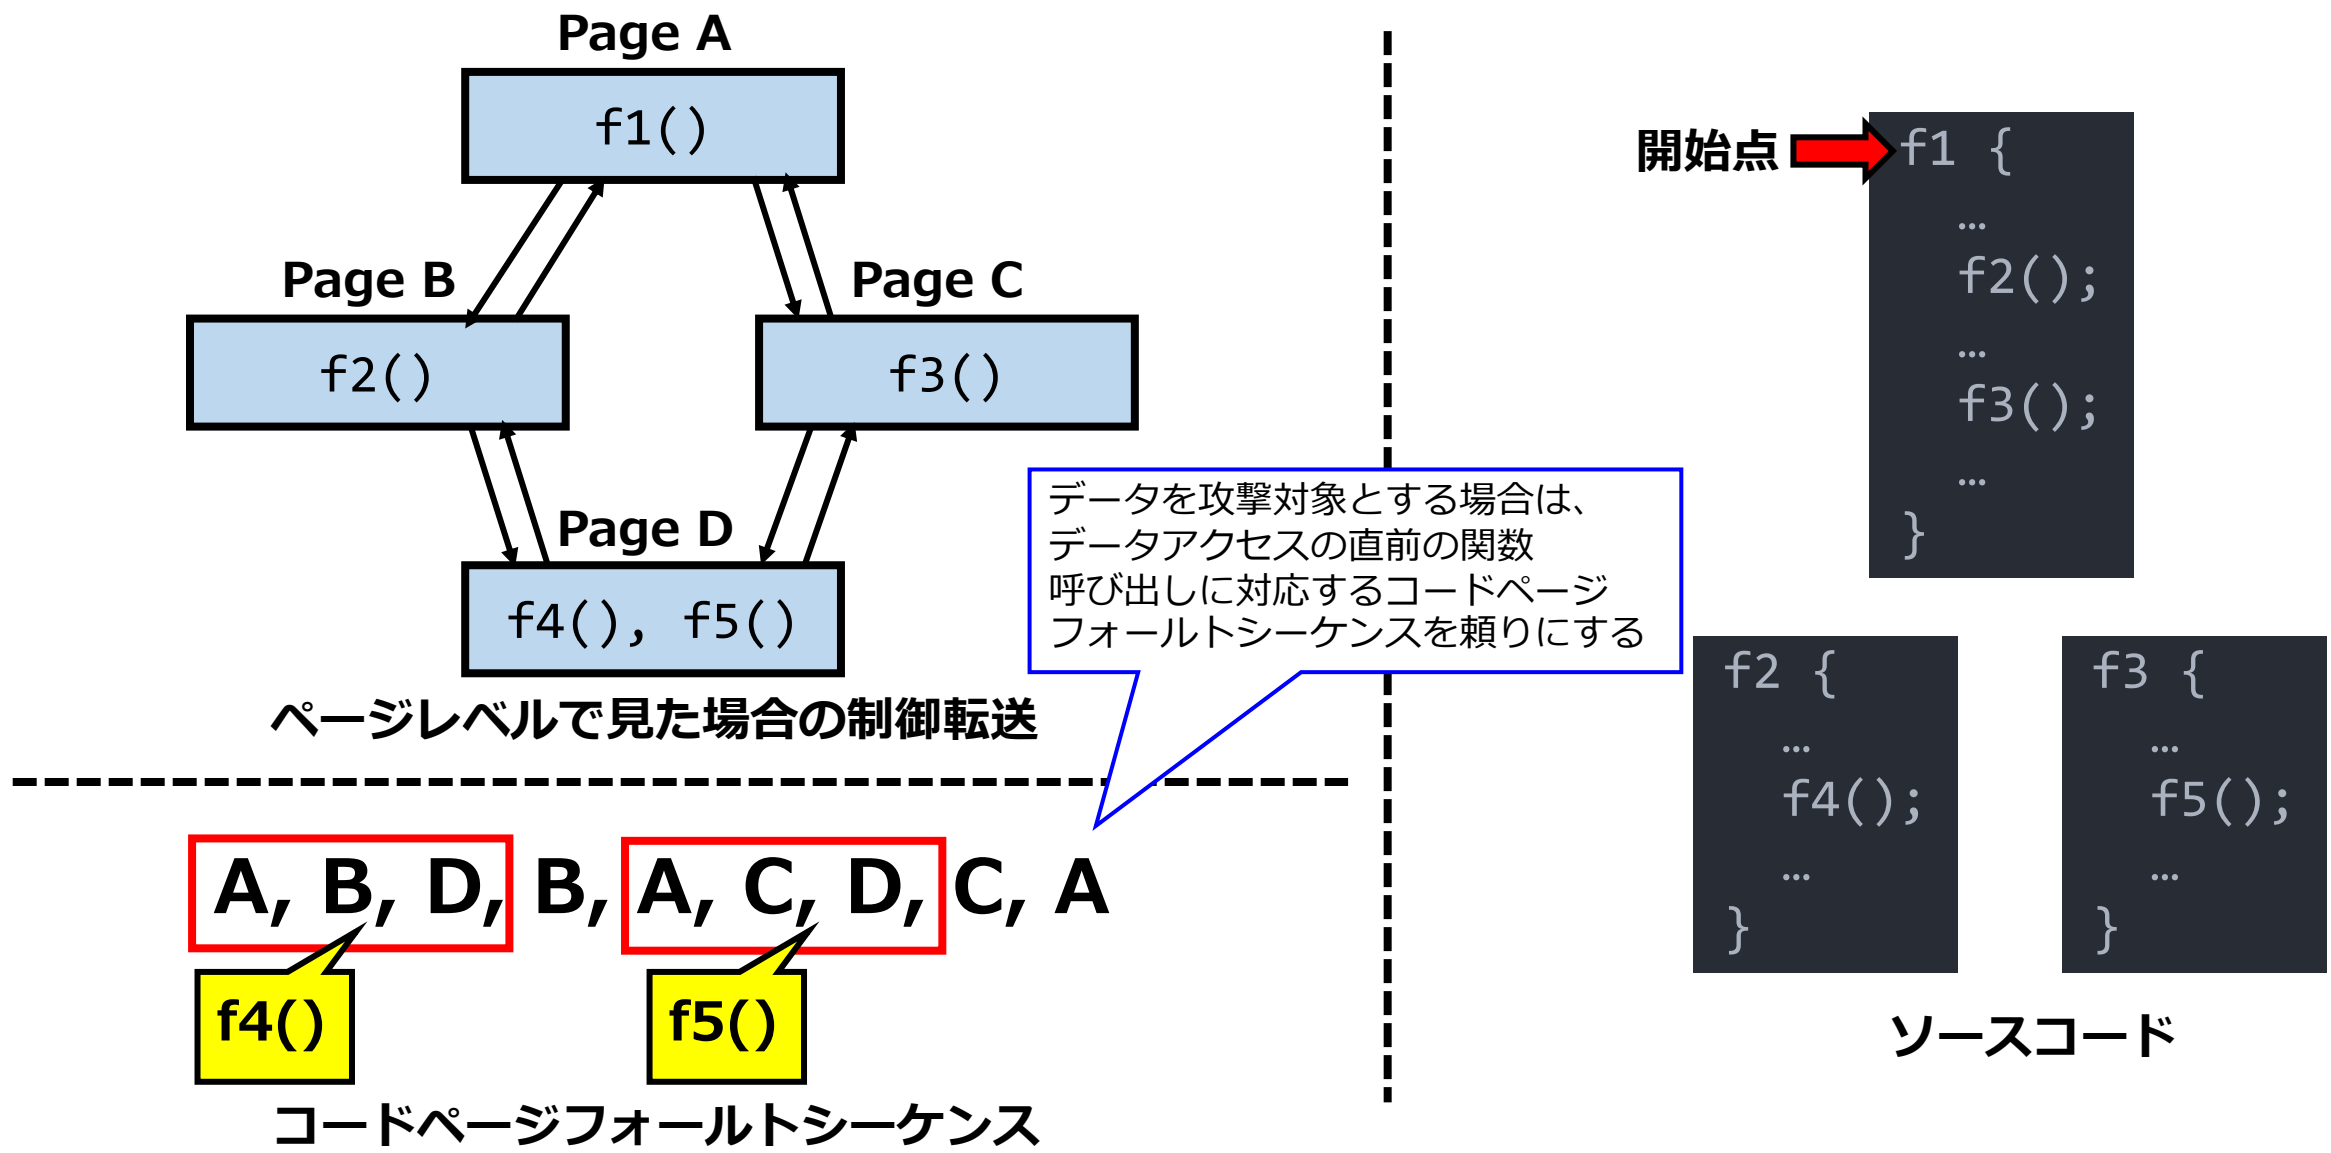 Page A
f1()
Page B
Page C
f2()
f3()
Page D
f4(), f5()
ページレベルで見た場合の制御転送
データを攻撃対象とする場合は、
データアクセスの直前の関数
呼び出しに対応するコードページ
フォールトシーケンスを頼りにする
A, B, D, B, A, C, D, C, A
f4()
f5()
コードページフォールトシーケンス
開始点
f1 {
…
f2();
…
f3();
…
}
f2 {
…
f4();
…
}
f3 {
…
f5();
…
}
ソースコード